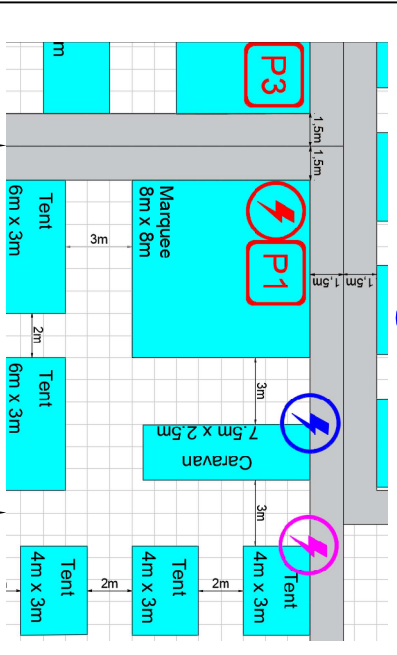 m
P3
1,5m
1,5m
Tent
6m x 3m
3m
Marquee
8m x 8m
P1
1,5m
1,5m
2m
Tent
6m x 3m
3m
Caravan
7.5m x 2.5m
3m
Tent
4m x 3m
2m
Tent
4m x 3m
2m
Tent
4m x 3m